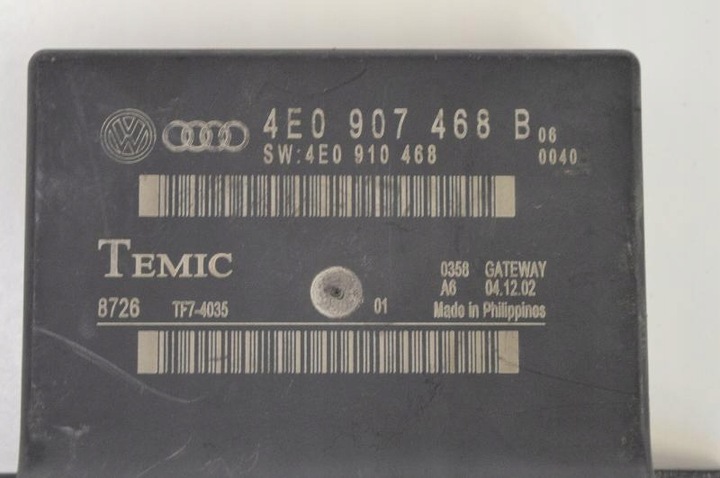 4E0 907 468 B 06
SW:4E0 910 468 0040
TEMIC
0358 GATEWAY
A6 04.12.02
8726 TF7-4035 01 Made in Philippines